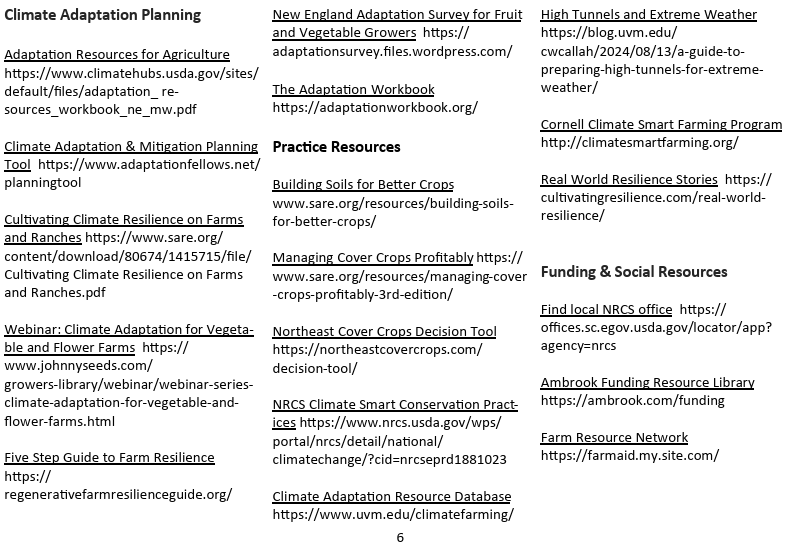 Climate Adaptation Planning
Adaptation Resources for Agriculture
https://www.climatehubs.usda.gov/sites/
default/files/adaptation_ re-
sources_workbook_ne_mw.pdf
Climate Adaptation & Mitigation Planning
Tool https://www.adaptationfellows.net/
planningtool
Cultivating Climate Resilience on Farms
and Ranches https://www.sare.org/
content/download/80674/1415715/file/
Cultivating Climate Resilience on Farms
and Ranches.pdf
Webinar: Climate Adaptation for Vegeta-
ble and Flower Farms https://
www.johnnyseeds.com/
growers-library/webinar/webinar-series-
climate-adaptation-for-vegetable-and-
flower-farms.html
Five Step Guide to Farm Resilience
https://
regenerativefarmresilienceguide.org/
New England Adaptation Survey for Fruit
and Vegetable Growers https://
adaptationsurvey.files.wordpress.com/
The Adaptation Workbook
https://adaptationworkbook.org/
Practice Resources
Building Soils for Better Crops
www.sare.org/resources/building-soils-
for-better-crops/
Managing Cover Crops Profitably https://
www.sare.org/resources/managing-cover
-crops-profitably-3rd-edition/
Northeast Cover Crops Decision Tool
https://northeastcovercrops.com/
decision-tool/
NRCS Climate Smart Conservation Pract-
ices https://www.nrcs.usda.gov/wps/
portal/nrcs/detail/national/
climatechange/?cid=nrcseprd1881023
Climate Adaptation Resource Database
https://www.uvm.edu/climatefarming/
High Tunnels and Extreme Weather
https://blog.uvm.edu/
cwcallah/2024/08/13/a-guide-to-
preparing-high-tunnels-for-extreme-
weather/
Cornell Climate Smart Farming Program
http://climatesmartfarming.org/
Real World Resilience Stories https://
cultivatingresilience.com/real-world-
resilience/
Funding & Social Resources
Find local NRCS office https://
offices.sc.egov.usda.gov/locator/app?
agency=nrcs
Ambrook Funding Resource Library
https://ambrook.com/funding
Farm Resource Network
https://farmaid.my.site.com/
6